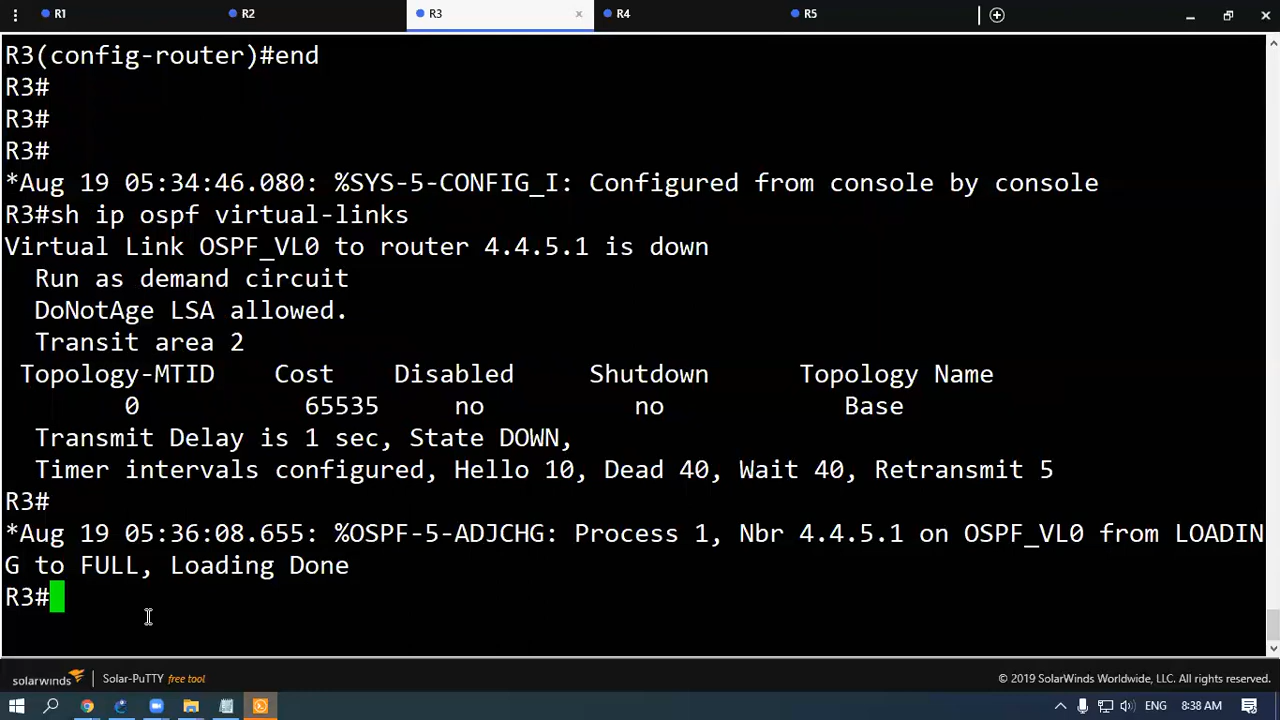 R1
R2
R3
×
R4
R5
R3(config-router)#end
R3#
R3#
R3#
*Aug 19 05:34:46.080: %SYS-5-CONFIG_I: Configured from console by console
R3#sh ip ospf virtual-links
Virtual Link OSPF_VL0 to router 4.4.5.1 is down
Run as demand circuit
DoNotAge LSA allowed.
Transit area 2
Topology-MTID Cost Disabled Shutdown Topology Name
0 65535 no no Base
Transmit Delay is 1 sec, State DOWN,
Timer intervals configured, Hello 10, Dead 40, Wait 40, Retransmit 5
R3#
*Aug 19 05:36:08.655: %OSPF-5-ADJCHG: Process 1, Nbr 4.4.5.1 on OSPF_VL0 from LOADIN
G to FULL, Loading Done
R3#
solarwinds | Solar-PuTTY free tool © 2019 SolarWinds Worldwide, LLC. All rights reserved.
ENG 8:38 AM